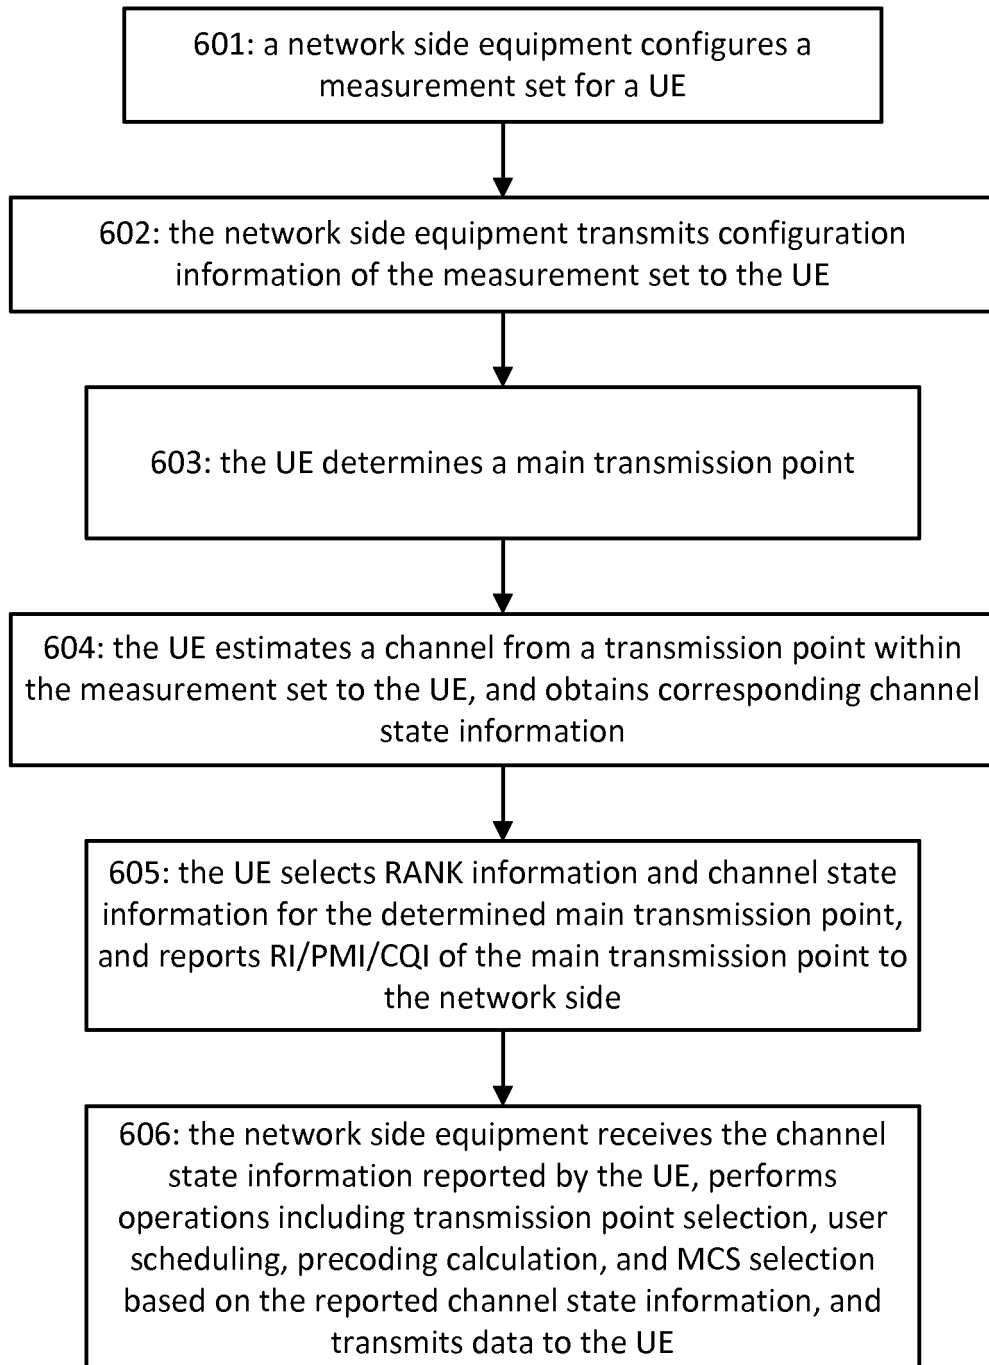 601: a network side equipment configures a
measurement set for a UE
602: the network side equipment transmits configuration
information of the measurement set to the UE
603: the UE determines a main transmission point
604: the UE estimates a channel from a transmission point within
the measurement set to the UE, and obtains corresponding channel
state information
605: the UE selects RANK information and channel state
information for the determined main transmission point,
and reports RI/PMI/CQI of the main transmission point to
the network side
606: the network side equipment receives the channel
state information reported by the UE, performs
operations including transmission point selection, user
scheduling, precoding calculation, and MCS selection
based on the reported channel state information, and
transmits data to the UE